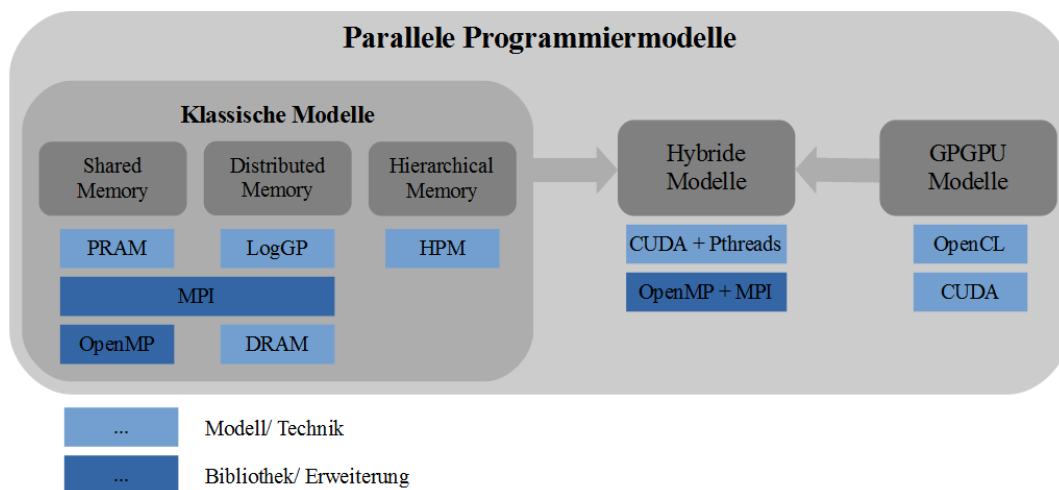 Parallele Programmiermodelle
Klassische Modelle
Shared
Memory
Distributed
Memory
Hierarchical
Memory
Hybride
Modelle
GPGPU
Modelle
PRAM
LogGP
HPM
CUDA + Pthreads
OpenCL
MPI
OpenMP + MPI
CUDA
OpenMP
DRAM
...
Modell/ Technik
...
Bibliothek/ Erweiterung